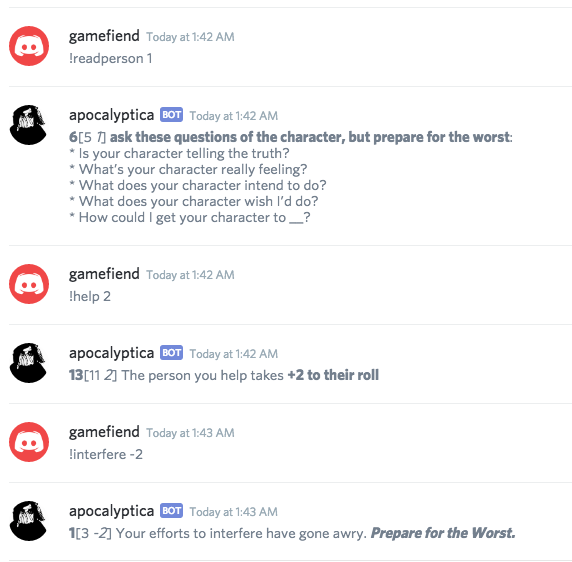 gamefiend Today at 1:42 AM
!readperson 1
apocalyptica BOT Today at 1:42 AM
6[5 1] ask these questions of the character, but prepare for the worst:
* Is your character telling the truth?
* What's your character really feeling?
* What does your character intend to do?
* What does your character wish I'd do?
* How could I get your character to __?
gamefiend Today at 1:42 AM
!help 2
apocalyptica BOT Today at 1:42 AM
13[11 2] The person you help takes +2 to their roll
gamefiend Today at 1:43 AM
!interfere -2
apocalyptica BOT Today at 1:43 AM
1[3 -2] Your efforts to interfere have gone awry. Prepare for the Worst.